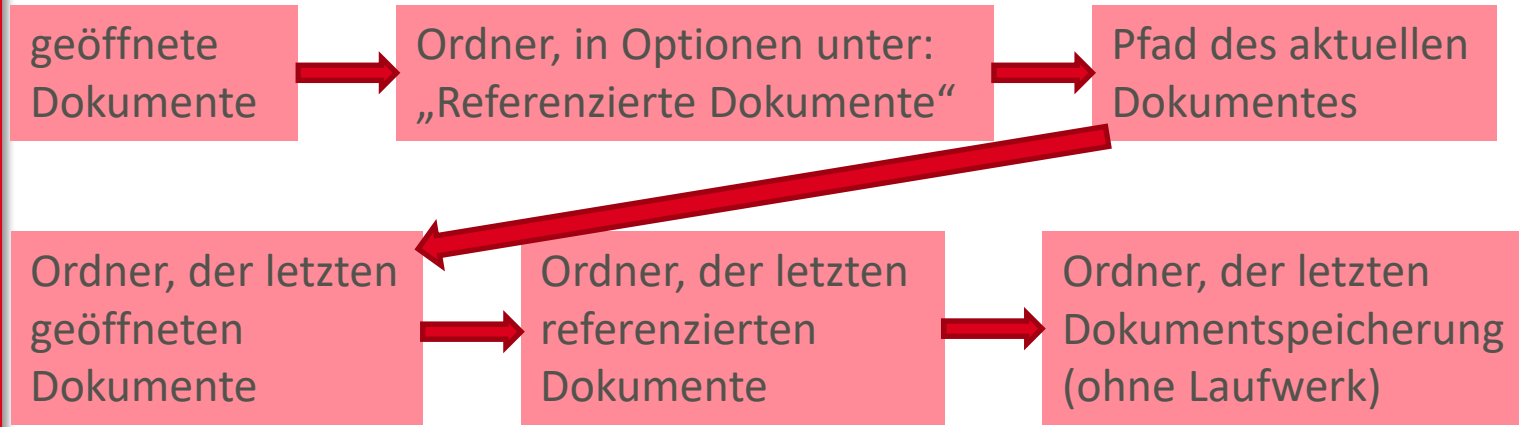 geöffnete
Dokumente
Ordner, in Optionen unter:
„Referenzierte Dokumente“
Pfad des aktuellen
Dokumentes
Ordner, der letzten
geöffneten
Dokumente
Ordner, der letzten
referenzierten
Dokumente
Ordner, der letzten
Dokumentspeicherung
(ohne Laufwerk)